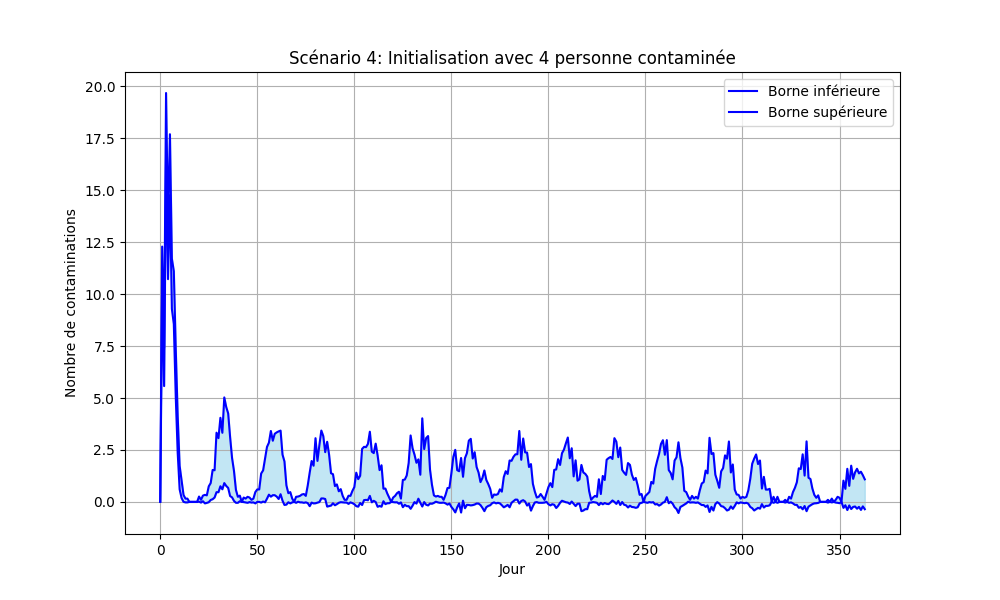 Scénario 4: Initialisation avec 4 personne contaminée
Borne inférieure
Borne supérieure
Nombre de contaminations
20.0
17.5
15.0
12.5
10.0
7.5
5.0
2.5
0.0
0 50 100 150 200 250 300 350
Jour